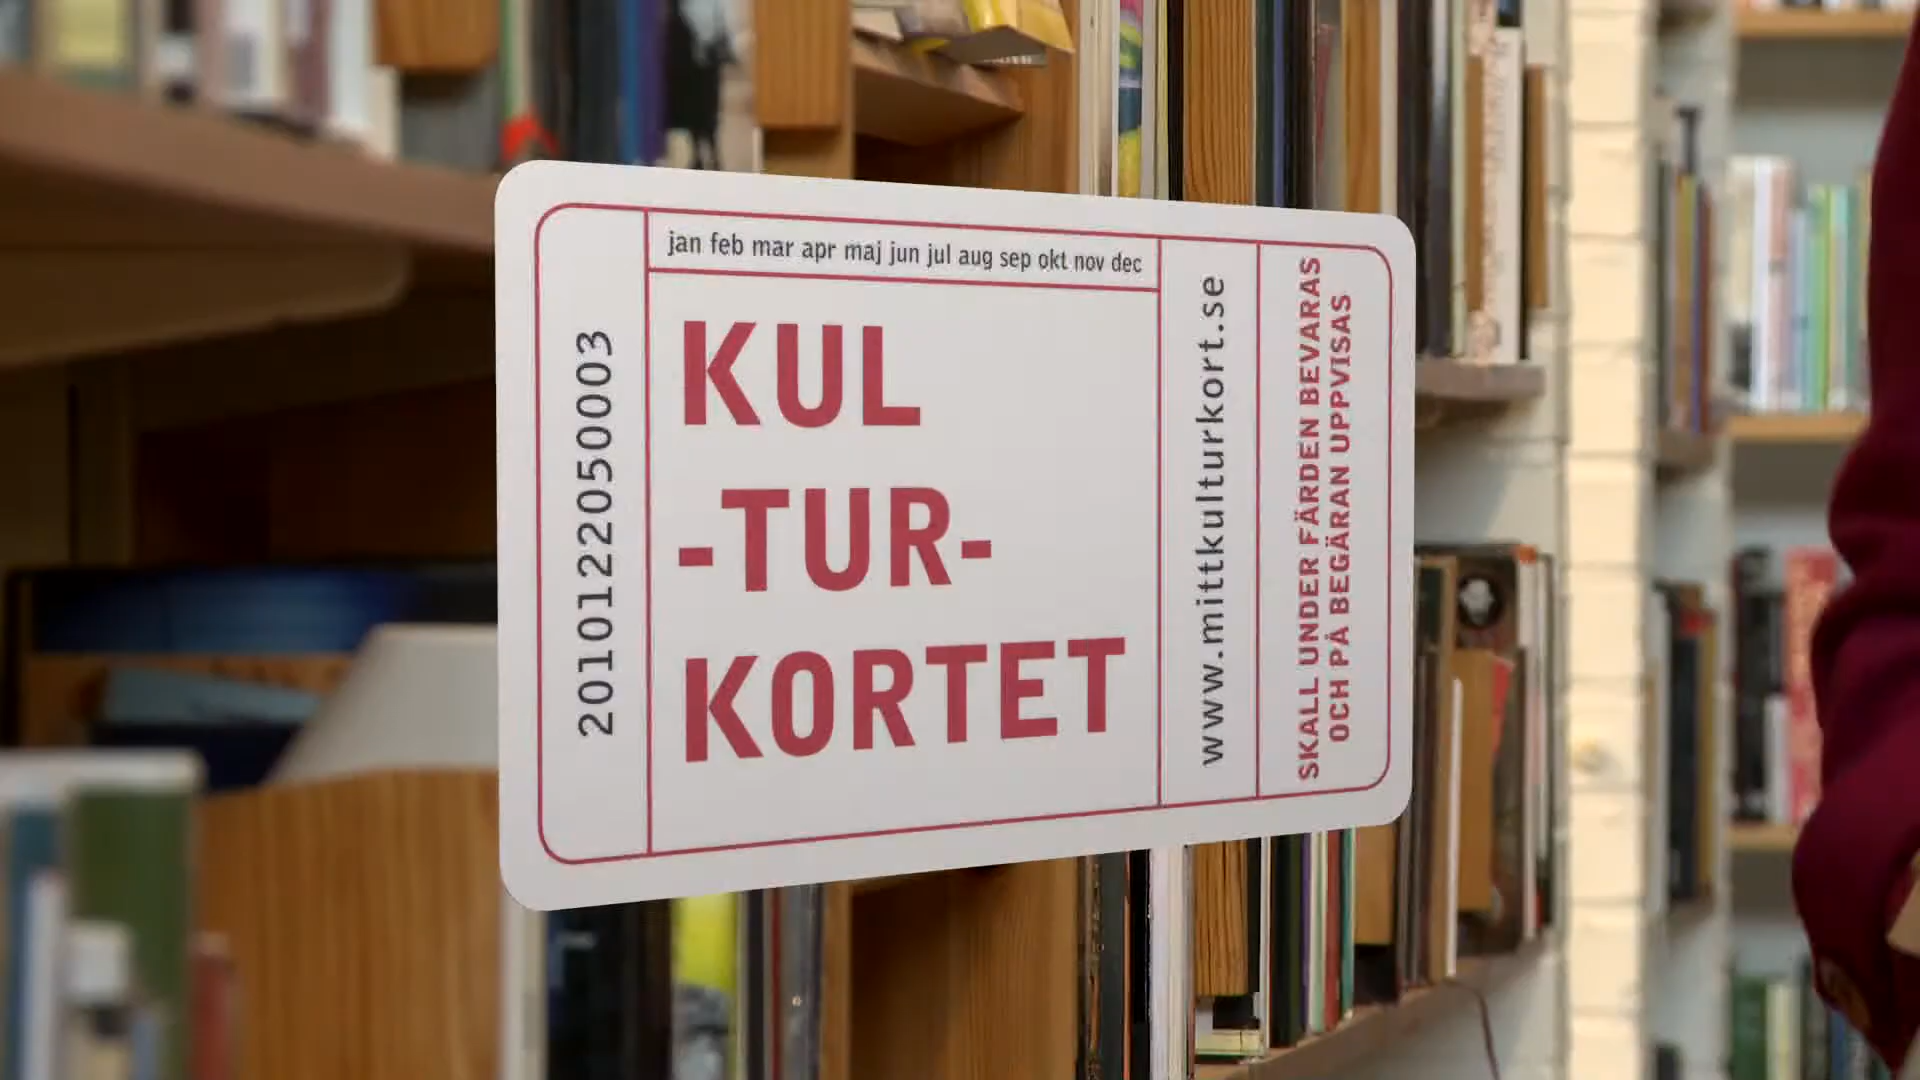 2010122050003
jan feb mar apr maj jun jul aug sep okt nov dec
KUL
-TUR-
KORTET
www.mittkulturkort.se
SKALL UNDER FÄRDEN BEVARAS
OCH PÅ BEGÄRAN UPPVISAS